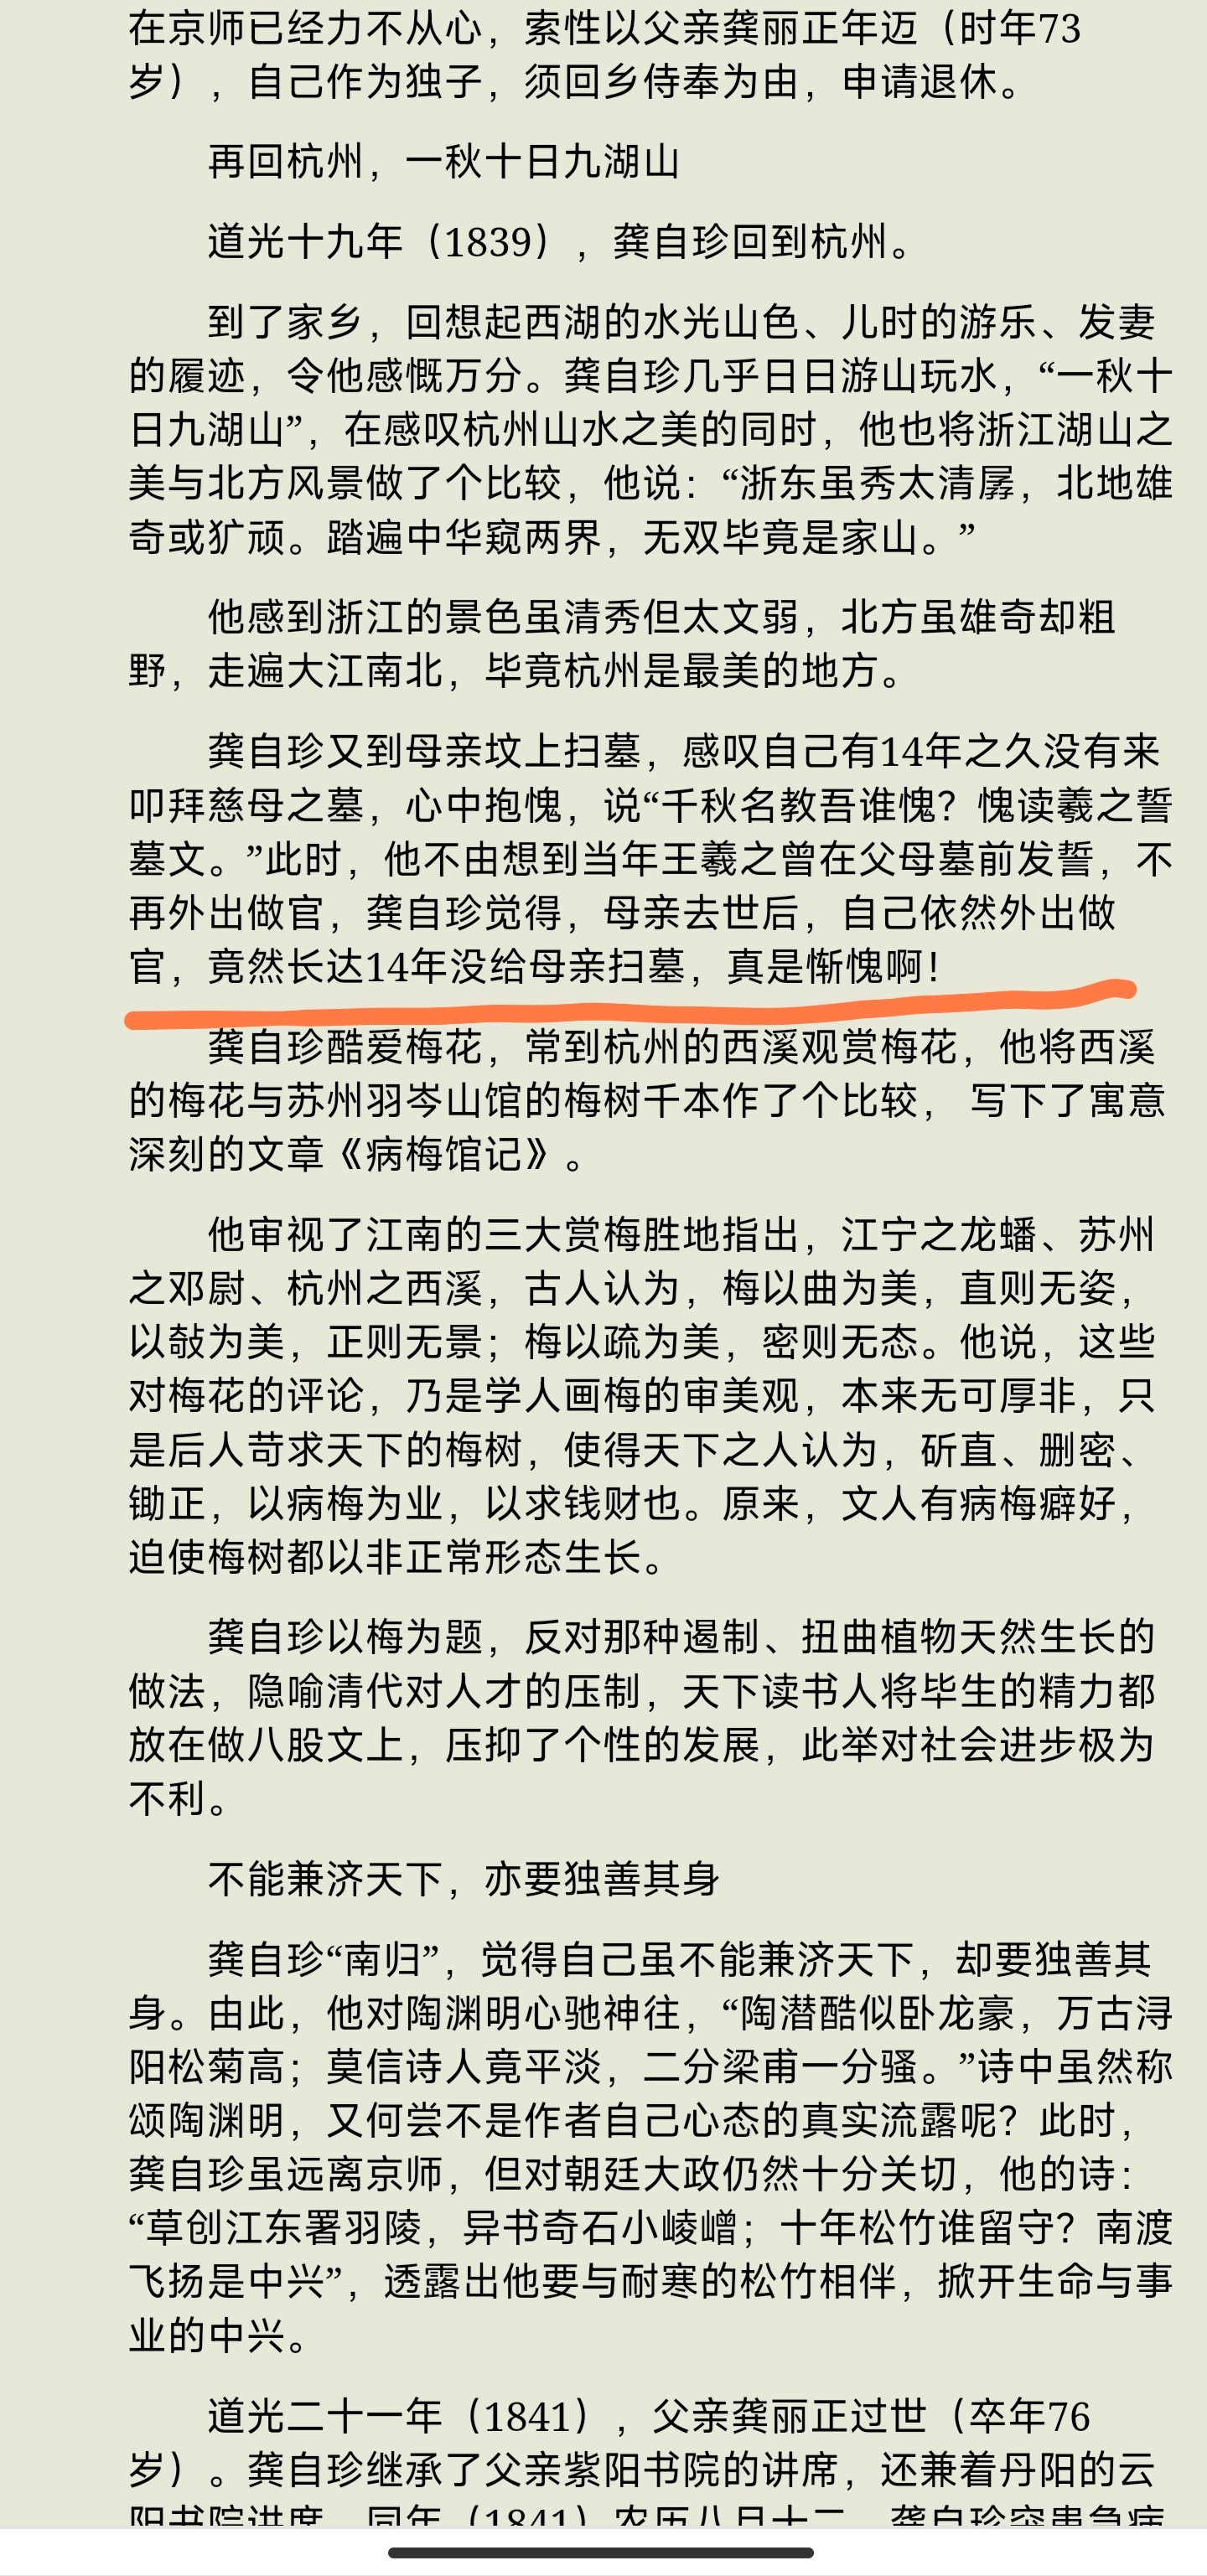 在京师已经力不从心，索性以父亲龚丽正年迈（时年73
岁），自己作为独子，须回乡侍奉为由，申请退休。
再回杭州，一秋十日九湖山
道光十九年（1839），龚自珍回到杭州。
到了家乡，回想起西湖的水光山色、儿时的游乐、发妻
的履迹，令他感慨万分。龚自珍几乎日日游山玩水，“一秋十
日九湖山”，在感叹杭州山水之美的同时，他也将浙江湖山之
美与北方风景做了个比较，他说：“浙东虽秀太清孱，北地雄
奇或犷顽。踏遍中华窥两界，无双毕竟是家山。”
他感到浙江的景色虽清秀但太文弱，北方虽雄奇却粗
野，走遍大江南北，毕竟杭州是最美的地方。
龚自珍又到母亲坟上扫墓，感叹自己有14年之久没有来
叩拜慈母之墓，心中抱愧，说“千秋名教吾谁愧？愧读羲之誓
墓文。”此时，他不由想到当年王羲之曾在父母墓前发誓，不
再外出做官，龚自珍觉得，母亲去世后，自己依然外出做
官，竟然长达14年没给母亲扫墓，真是惭愧啊！
龚自珍酷爱梅花，常到杭州的西溪观赏梅花，他将西溪
的梅花与苏州羽岑山馆的梅树千本作了个比较， 写下了寓意
深刻的文章《病梅馆记》。
他审视了江南的三大赏梅胜地指出，江宁之龙蟠、苏州
之邓尉、杭州之西溪，古人认为，梅以曲为美，直则无姿，
以敧为美，正则无景；梅以疏为美，密则无态。他说，这些
对梅花的评论，乃是学人画梅的审美观，本来无可厚非，只
是后人苛求天下的梅树，使得天下之人认为，斫直、删密、
锄正，以病梅为业，以求钱财也。原来，文人有病梅癖好，
迫使梅树都以非正常形态生长。
龚自珍以梅为题，反对那种遏制、扭曲植物天然生长的
做法，隐喻清代对人才的压制，天下读书人将毕生的精力都
放在做八股文上，压抑了个性的发展，此举对社会进步极为
不利。
不能兼济天下，亦要独善其身
龚自珍“南归”，觉得自己虽不能兼济天下，却要独善其
身。由此，他对陶渊明心驰神往，“陶潜酷似卧龙豪，万古浔
阳松菊高；莫信诗人竟平淡，二分梁甫一分骚。”诗中虽然称
颂陶渊明，又何尝不是作者自己心态的真实流露呢？此时，
龚自珍虽远离京师，但对朝廷大政仍然十分关切，他的诗：
“草创江东署羽陵，异书奇石小崚嶒；十年松竹谁留守？南渡
飞扬是中兴”，透露出他要与耐寒的松竹相伴，掀开生命与事
业的中兴。
道光二十一年（1841），父亲龚丽正过世（卒年76
岁）。龚自珍继承了父亲紫阳书院的讲席，还兼着丹阳的云
阳书院讲席。同年（1841）农历八月十二，龚自珍突患急病